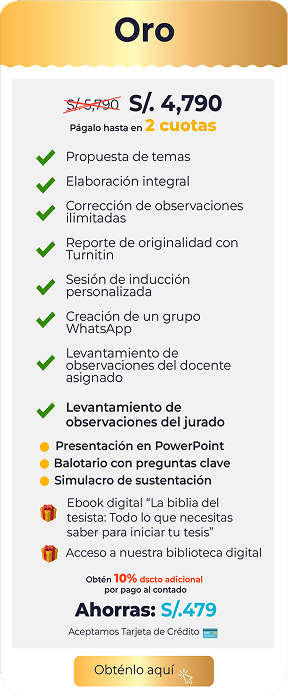 Oro
S/. 5,790 S/. 4,790
Págalo hasta en 2 cuotas
Propuesta de temas
Elaboración integral
Corrección de observaciones
ilimitadas
Reporte de originalidad con
Turnitin
Sesión de inducción
personalizada
Creación de un grupo
WhatsApp
Levantamiento de
observaciones del docente
asignado
Levantamiento de
observaciones del jurado
Presentación en PowerPoint
Balotario con preguntas clave
Simulacro de sustentación
Ebook digital “La biblia del
tesista: Todo lo que necesitas
saber para iniciar tu tesis”
Acceso a nuestra biblioteca digital
Obtén 10% dscto adicional
por pago al contado
Ahorras: S/.479
Aceptamos Tarjeta de Crédito
Obténlo aquí